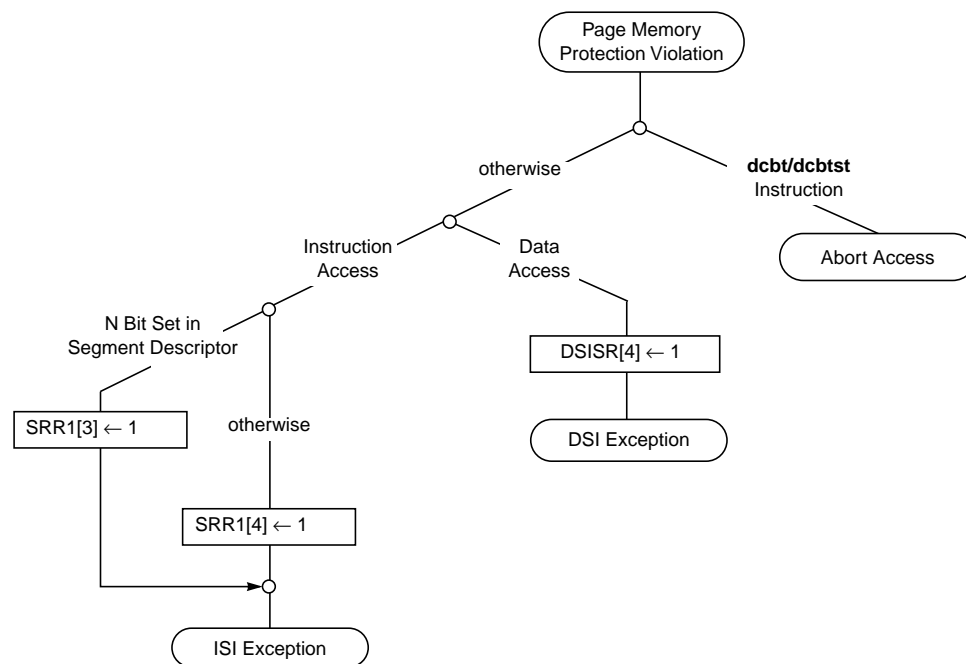 Page Memory
Protection Violation
otherwise
dcbt/dcbtst
Instruction
Instruction
Access
Data
Access
Abort Access
N Bit Set in
Segment Descriptor
DSISR[4] ← 1
SRR1[3] ← 1
otherwise
DSI Exception
SRR1[4] ← 1
ISI Exception